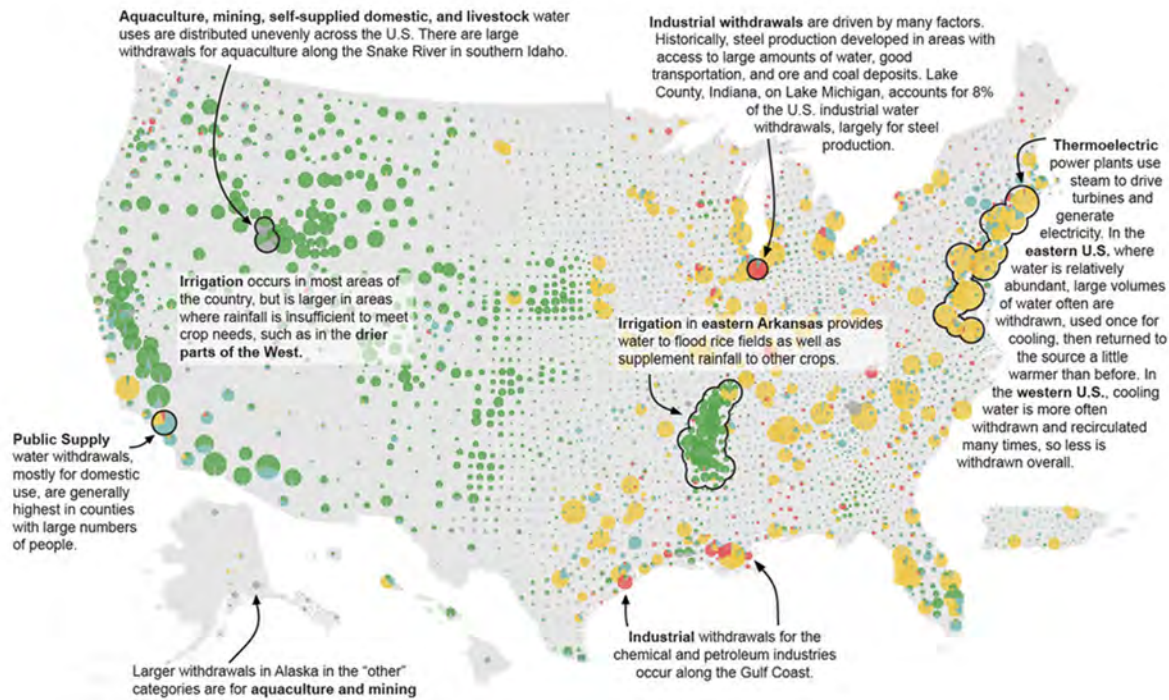 Aquaculture, mining, self-supplied domestic, and livestock water
uses are distributed unevenly across the U.S. There are large
withdrawals for aquaculture along the Snake River in southern Idaho.
Industrial withdrawals are driven by many factors.
Historically, steel production developed in areas with
access to large amounts of water, good
transportation, and ore and coal deposits. Lake
County, Indiana, on Lake Michigan, accounts for 8%
of the U.S. industrial water
withdrawals, largely for steel
production.
Thermoelectric
power plants use
steam to drive
turbines and
generate
electricity. In the
eastern U.S. where
water is relatively
abundant, large volumes
of water often are
withdrawn, used once for
cooling, then returned to
the source a little
warmer than before. In
the western U.S., cooling
water is more often
withdrawn and recirculated
many times, so less is
withdrawn overall.
Irrigation occurs in most areas of
the country, but is larger in areas
where rainfall is insufficient to meet
crop needs, such as in the drier
parts of the West.
Irrigation in eastern Arkansas provides
water to flood rice fields as well as
supplement rainfall to other crops.
Public Supply
water withdrawals,
mostly for domestic
use, are generally
highest in counties
with large numbers
of people.
Larger withdrawals in Alaska in the “other”
categories are for aquaculture and mining
Industrial withdrawals for the
chemical and petroleum industries
occur along the Gulf Coast.